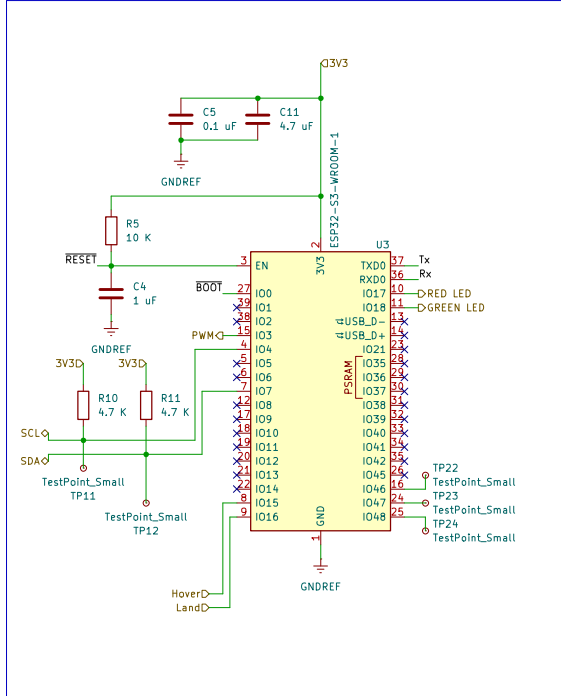 3V3
C5
0.1 uF
C11
4.7 uF
GNDREF
ESP32-S3-WROOM-1
R5
10 K
RESET
C4
1 uF
GNDREF
U3
2
3V3
3 EN
BOOT
27 IO0
39 IO1
38 IO2
PWM
15 IO3
4 IO4
5 IO5
6 IO6
7 IO7
12 IO8
17 IO9
18 IO10
19 IO11
20 IO12
21 IO13
22 IO14
8 IO15
9 IO16
TXD0 37 Tx
RXD0 36 Rx
IO17 10 RED LED
IO18 11 GREEN LED
USB_D- 13
USB_D+ 14
IO21 23
IO35 28
IO36 29
IO37 30
PSRAM
IO38 31
IO39 32
IO40 33
IO41 34
IO42 35
IO45 26
IO46 16
IO47 24
IO48 25
TP22
TestPoint_Small
TP23
TestPoint_Small
TP24
TestPoint_Small
3V3
R10
4.7 K
3V3
R11
4.7 K
SCL
SDA
TestPoint_Small
TP11
TestPoint_Small
TP12
GND
1
GNDREF
Hover
Land